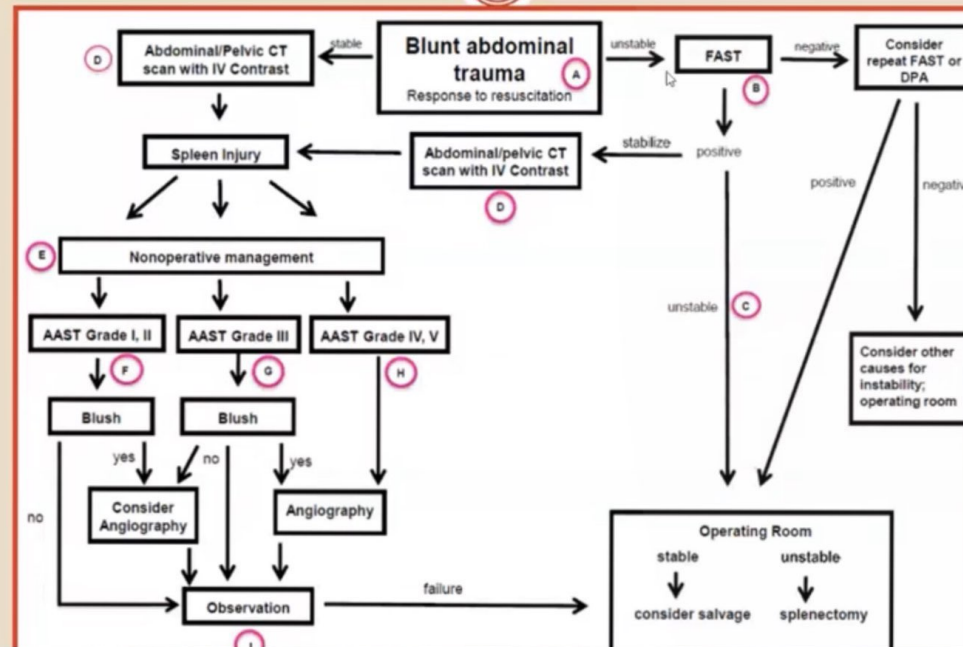 D
Abdominal/Pelvic CT
scan with IV Contrast
stable
Blunt abdominal
trauma
Response to resuscitation
A
unstable
FAST
B
negative
Consider
repeat FAST or
DPA
Spleen Injury
Abdominal/pelvic CT
scan with IV Contrast
D
stabilize
positive
positive
negativ
E
Nonoperative management
unstable
C
AAST Grade I, II
AAST Grade III
AAST Grade IV, V
F
G
H
Consider other
causes for
instability;
operating room
Blush
Blush
yes
no
yes
no
Consider
Angiography
Angiography
Observation
failure
Operating Room
stable
unstable
consider salvage
splenectomy